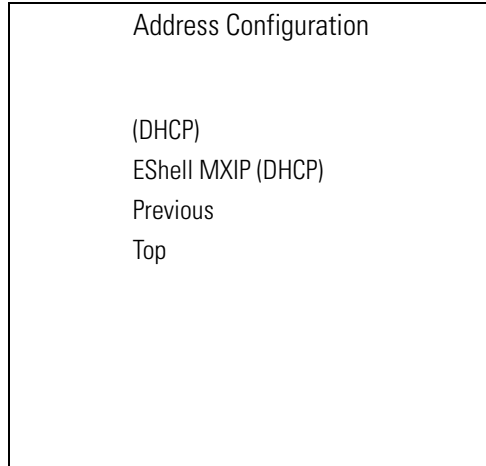 Address Configuration
(DHCP)
EShell MXIP (DHCP)
Previous
Top